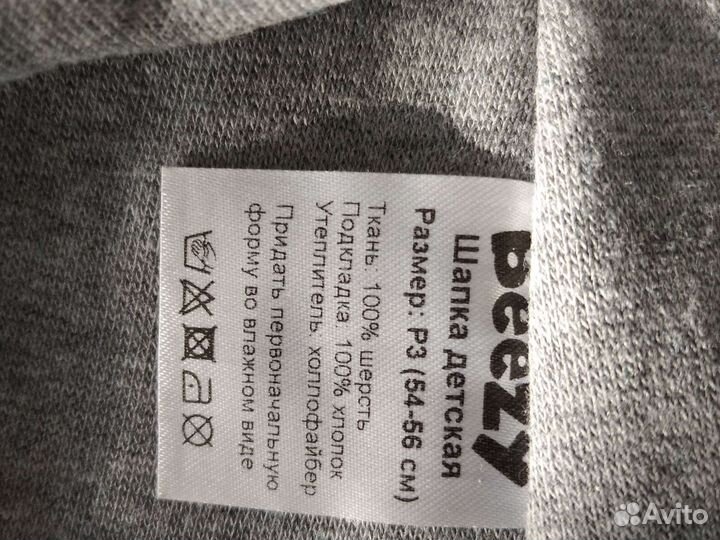 Beezy
Шапка детская
Размер: Р3 (54-56 см)
Ткань: 100% шерсть
Подкладка: 100% хлопок
Утеплитель: холлофайбер
Придать первоначальную
форму во влажном виде
Avito